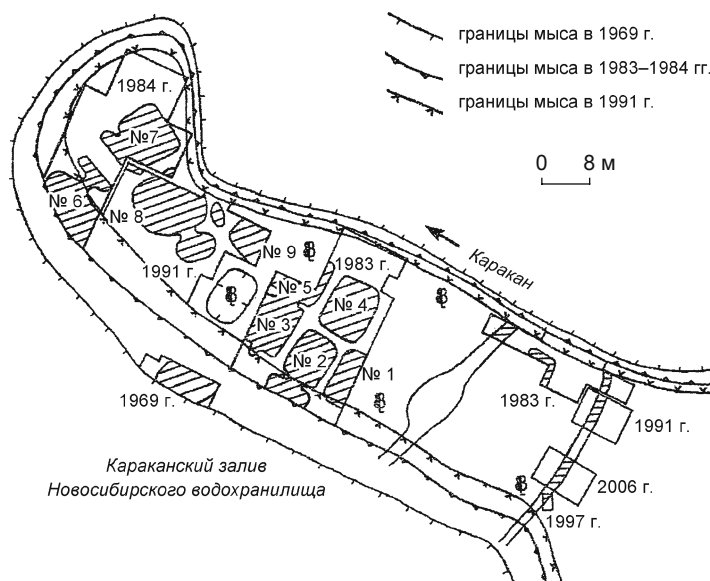 границы мыса в 1969 г.
границы мыса в 1983–1984 гг.
границы мыса в 1991 г.
0 8 м
1984 г.
№7
№ 6
№ 8
№ 9
1991 г.
1983 г.
№ 5
№ 4
№ 3
№ 2
№ 1
Каракан
1969 г.
1983 г.
1991 г.
2006 г.
1997 г.
Караканский залив
Новосибирского водохранилища